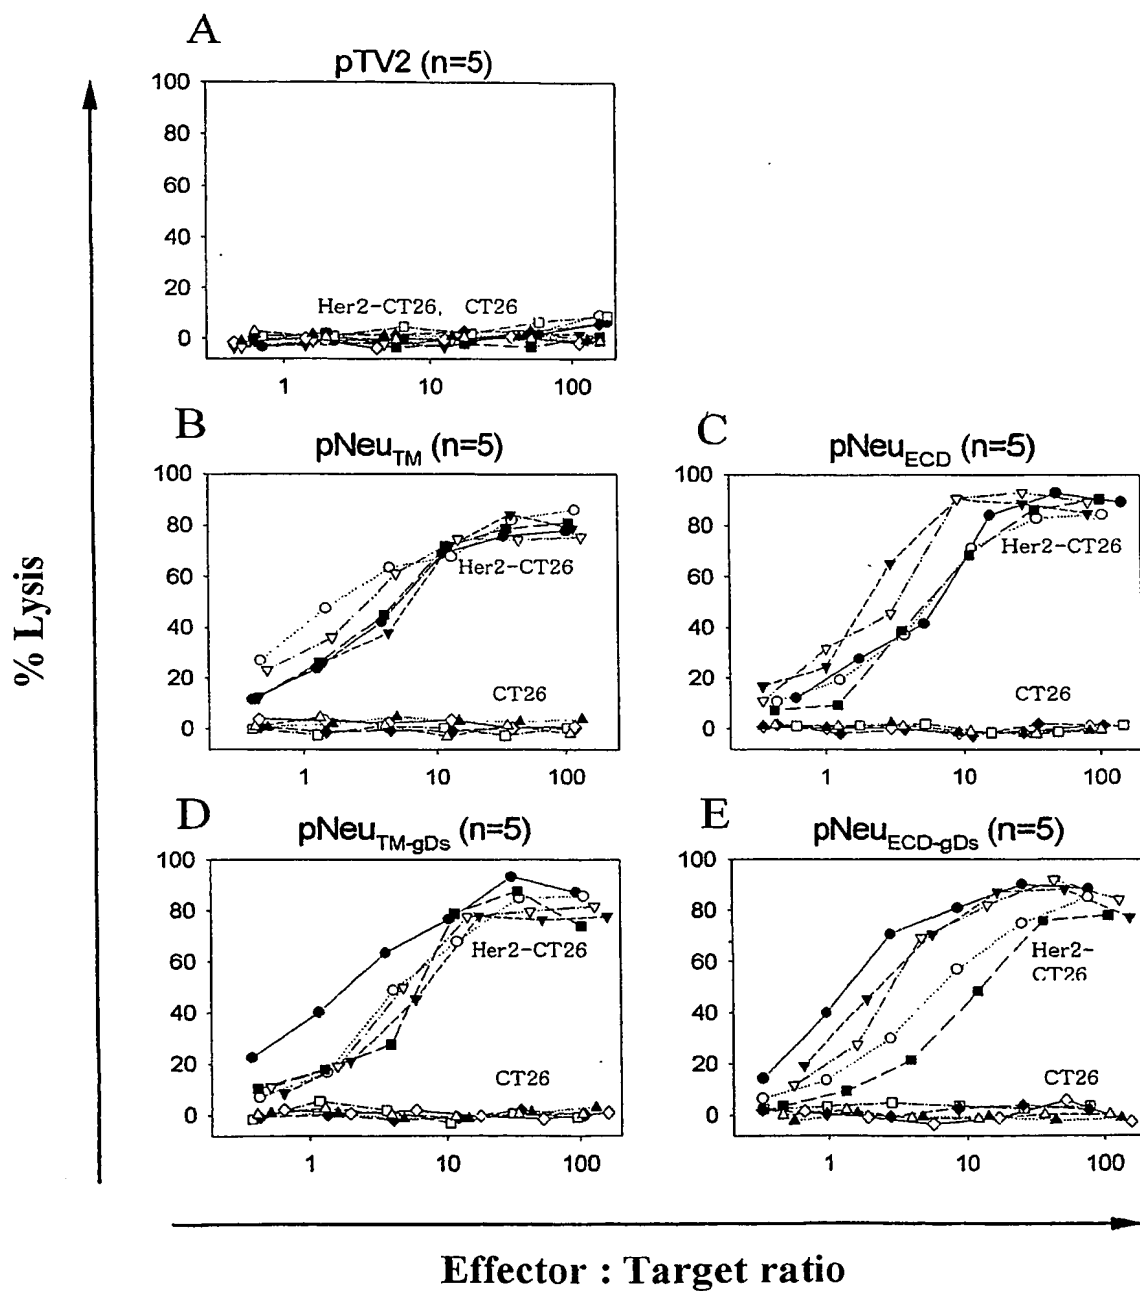 A
pTV2 (n=5)
100
80
60
40
20
0
Her2-CT26, CT26
1 10 100
B
pNeuTM (n=5)
100
80
60
40
20
0
Her2-CT26
CT26
1 10 100
C
pNeuECD (n=5)
100
80
60
40
20
0
Her2-CT26
CT26
1 10 100
D
pNeuTM-gDs (n=5)
100
80
60
40
20
0
Her2-CT26
CT26
1 10 100
E
pNeuECD-gDs (n=5)
100
80
60
40
20
0
Her2-
CT26
CT26
1 10 100
% Lysis
Effector : Target ratio